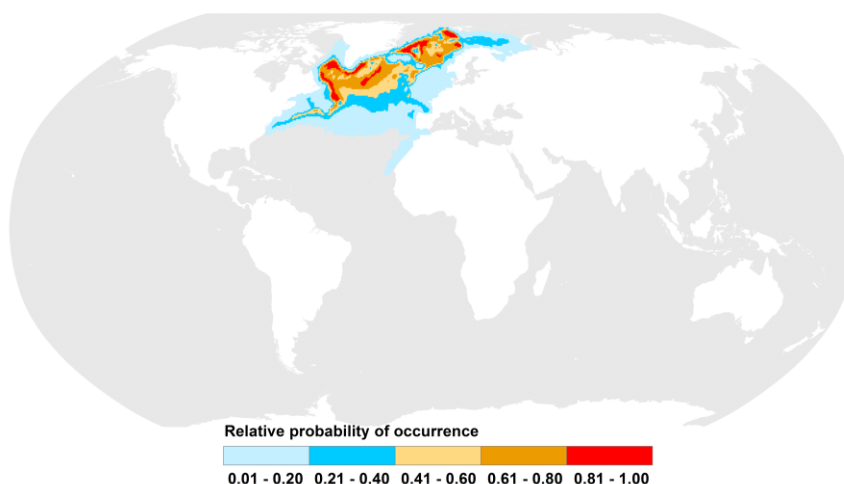 Relative probability of occurrence
0.01 - 0.20 0.21 - 0.40 0.41 - 0.60 0.61 - 0.80 0.81 - 1.00